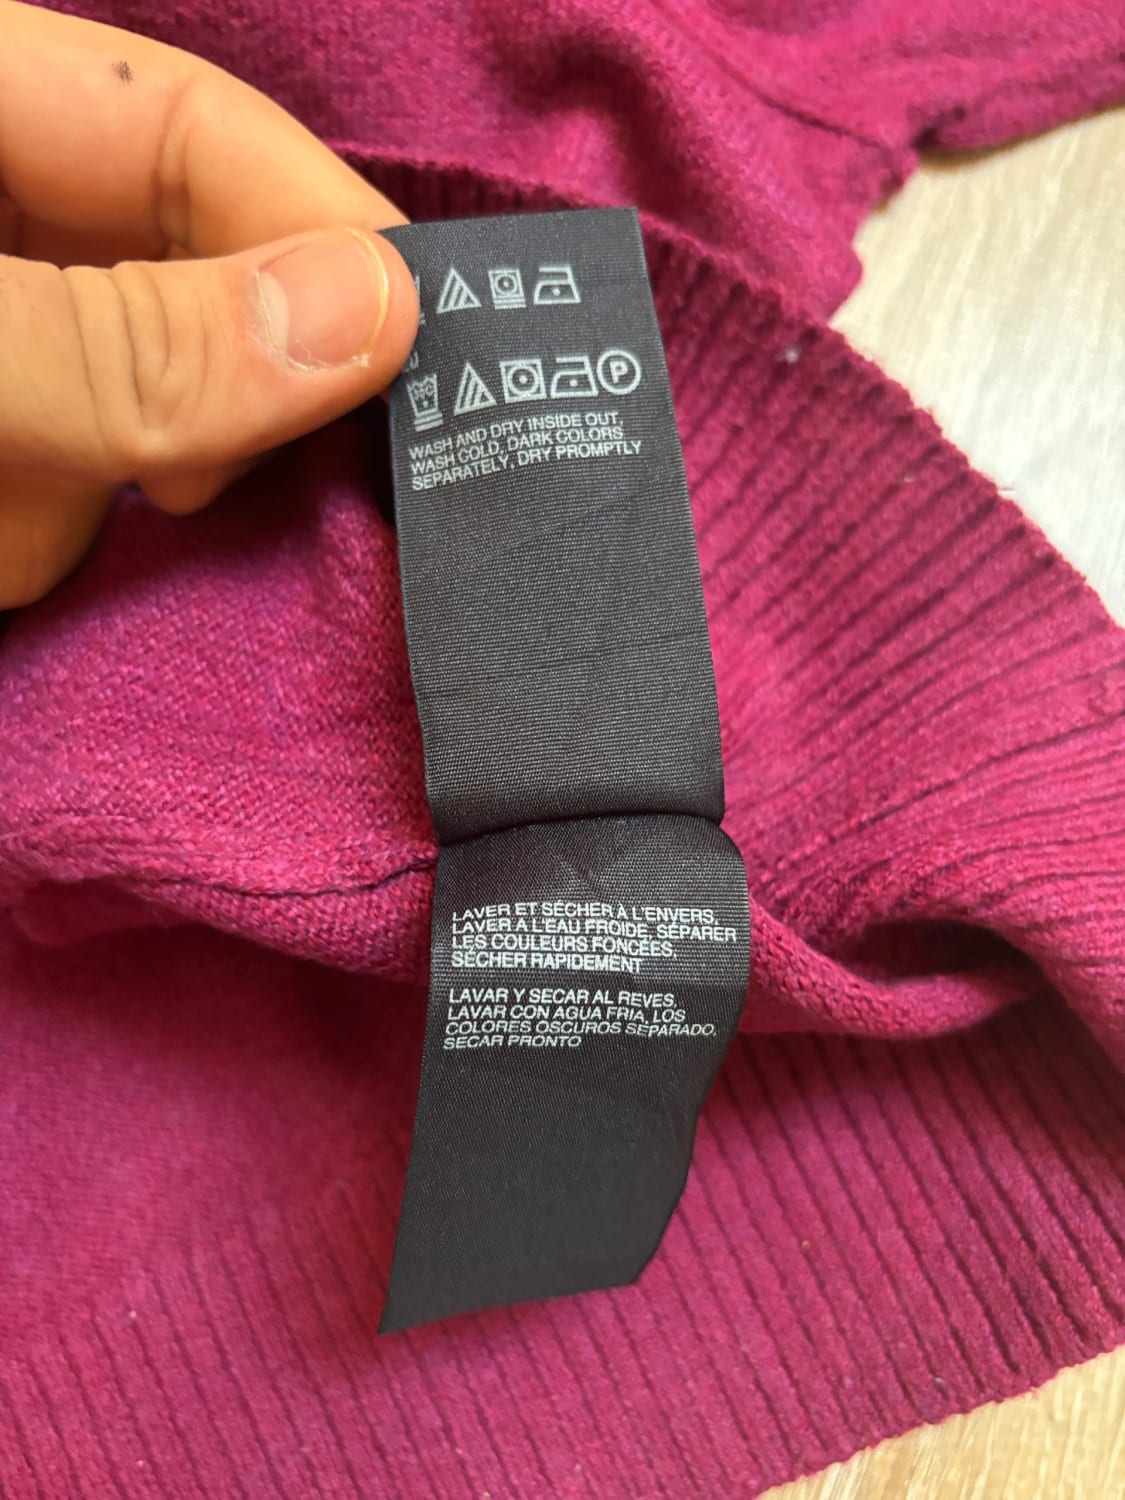 P
WASH AND DRY INSIDE OUT,
WASH COLD, DARK COLORS
SEPARATELY, DRY PROMPTLY
LAVER ET SÉCHER À L'ENVERS,
LAVER À L'EAU FROIDE, SÉPARER
LES COULEURS FONCÉES,
SÉCHER RAPIDEMENT
LAVAR Y SECAR AL REVES,
LAVAR CON AGUA FRIA, LOS
COLORES OSCUROS SEPARADO,
SECAR PRONTO